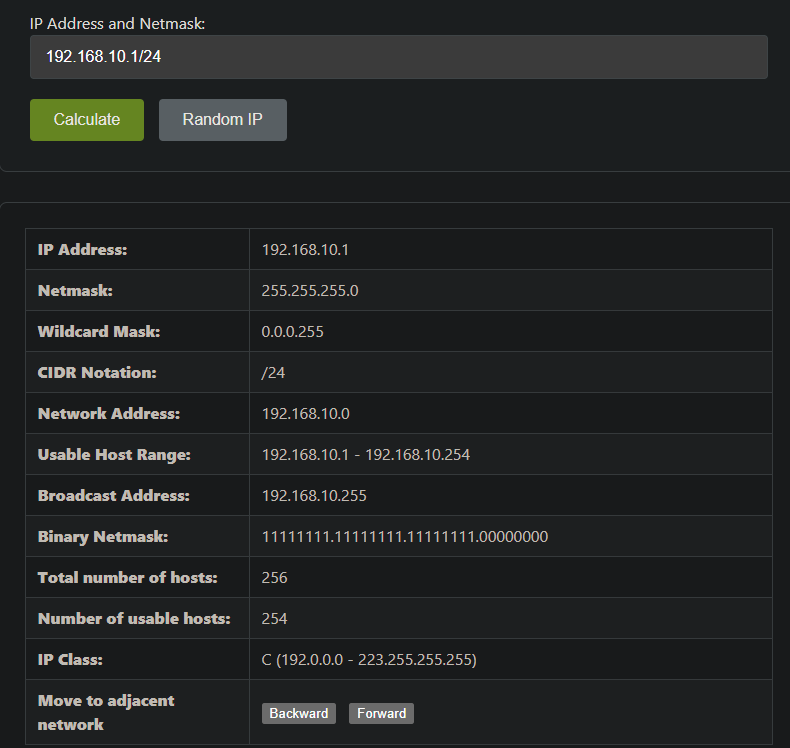 IP Address and Netmask:
192.168.10.1/24
Calculate Random IP
IP Address: 192.168.10.1
Netmask: 255.255.255.0
Wildcard Mask: 0.0.0.255
CIDR Notation: /24
Network Address: 192.168.10.0
Usable Host Range: 192.168.10.1 - 192.168.10.254
Broadcast Address: 192.168.10.255
Binary Netmask: 11111111.11111111.11111111.00000000
Total number of hosts: 256
Number of usable hosts: 254
IP Class: C (192.0.0.0 - 223.255.255.255)
Move to adjacent
network
Backward Forward